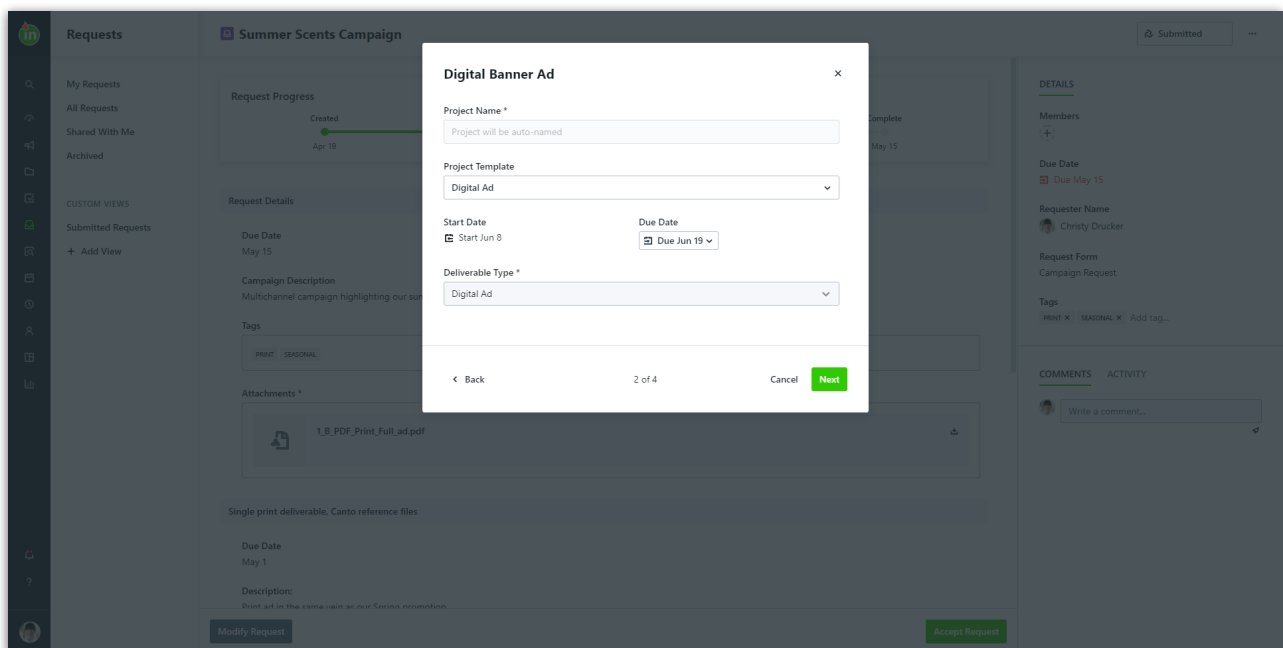 in
Requests
Summer Scents Campaign
Submitted
My Requests
All Requests
Shared With Me
Archived
CUSTOM VIEWS
Submitted Requests
+ Add View
Request Progress
Created
Apr 19
Complete
May 15
Request Details
Due Date
May 15
Campaign Description
Multichannel campaign highlighting our sum
Tags
PRINT SEASONAL
Attachments *
1_B_PDF_Print_Full_ad.pdf
Single print deliverable. Canto reference files
Due Date
May 1
Description:
Print ad in the same vein as our Spring promotion
Modify Request
Accept Request
Digital Banner Ad
Project Name *
Project will be auto-named
Project Template
Digital Ad
Start Date
Start Jun 8
Due Date
Due Jun 19
Deliverable Type *
Digital Ad
Back
2 of 4
Cancel
Next
DETAILS
Members
Due Date
Due May 15
Requester Name
Christy Drucker
Request Form
Campaign Request
Tags
PRINT × SEASONAL × Add tag...
COMMENTS ACTIVITY
Write a comment...